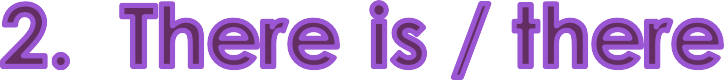 2. There is / there